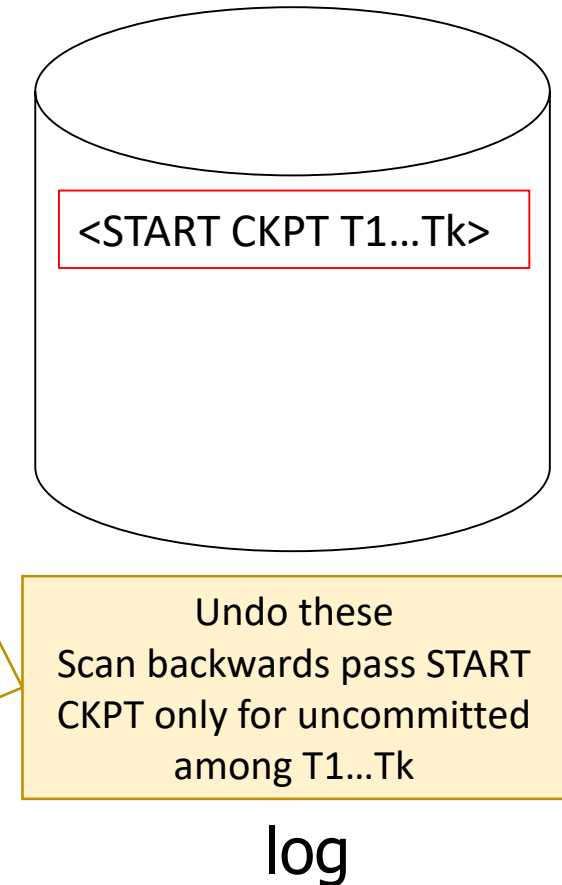 <START CKPT T1…Tk>
Undo these
Scan backwards pass START
CKPT only for uncommitted
among T1…Tk
log